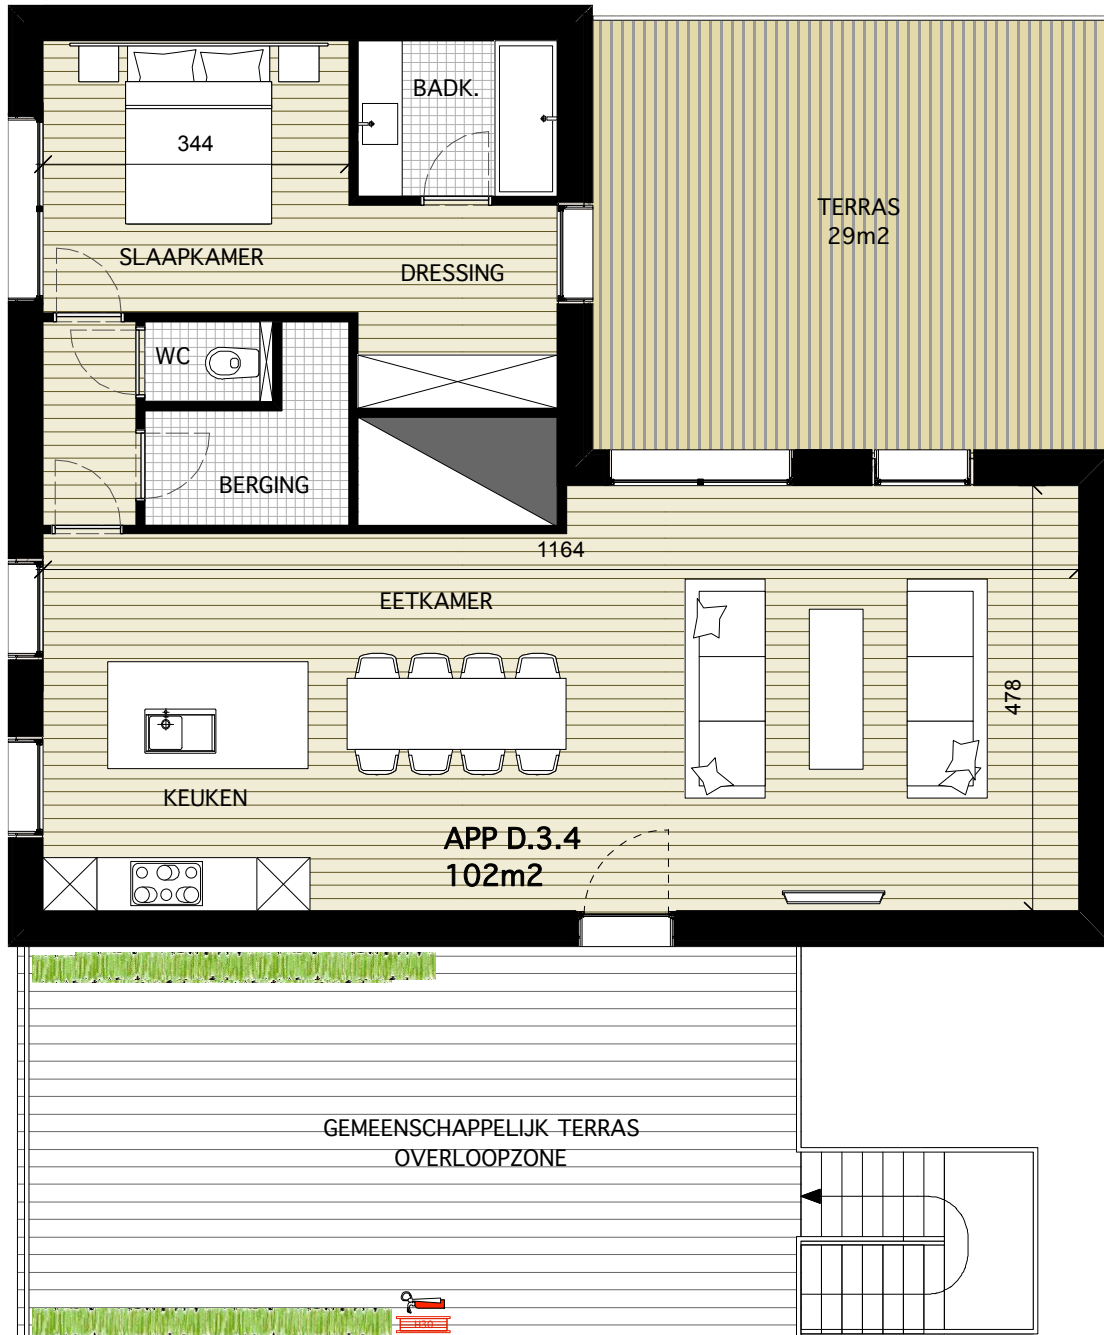 BADK.
344
TERRAS
29m2
SLAAPKAMER
DRESSING
WC
BERGING
1164
EETKAMER
478
KEUKEN
APP D.3.4
102m2
GEMEENSCHAPPELIJK TERRAS
OVERLOOPZONE
H30